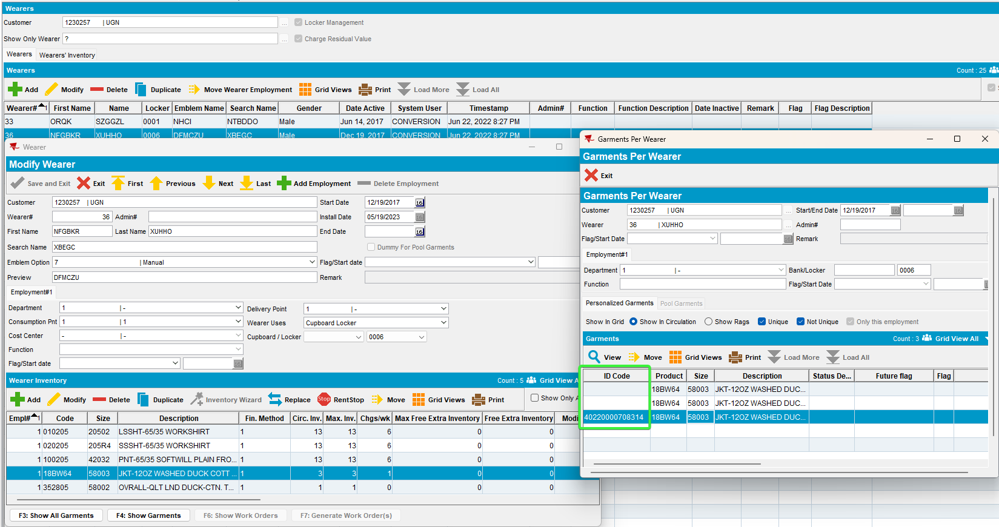 Wearers
Customer 1230257 | UGN ... Locker Management
Show Only Wearer ? ... Charge Residual Value
Wearers Wearers' Inventory
Wearers Count : 25
Add Modify Delete Duplicate Move Wearer Employment Grid Views Print Load More Load All
Wearer# 1 First Name Name Locker Emblem Name Search Name Gender Date Active System User Timestamp Admin# Function Function Description Date Inactive Remark Flag Flag Description
33 ORQK SZGGZL 0001 NHCI NTBDDO Male Jun 14, 2017 CONVERSION Jun 22, 2022 8:27 PM
36 NFGBKR XUHHO 0006 DFMCZU XBEGC Male Dec 19, 2017 CONVERSION Jun 22, 2022 8:27 PM
Wearer
Modify Wearer
Save and Exit Exit First Previous Next Last Add Employment Delete Employment
Customer 1230257 | UGN Start Date 12/19/2017 16
Wearer# 36 Admin# Install Date 05/19/2023 16
First Name NFGBKR Last Name XUHHO End Date 16
Search Name XBEGC Dummy For Pool Garments
Emblem Option 7 | Manual Flag/Start date
Preview DFMCZU Remark
Employment#1
Department 1 | - Delivery Point 1 | -
Consumption Pnt 1 | 1 Wearer Uses Cupboard Locker
Cost Center - | - Cupboard / Locker 0006
Function
Flag/Start date 16
Wearer Inventory Count : 5 Grid View A
Add Modify Delete Duplicate Inventory Wizard Replace Stop RentStop Move Grid Views Print Show Only A
Empl# 1 Code Size Description Fin. Method Circ. Inv. Max. Inv. Chgs/wk Max Free Extra Inventory Free Extra Inventory Modi
1 010205 20502 LSSHT-65/35 WORKSHIRT 1 13 13 6 0 0
1 020205 205R4 SSSHT-65/35 WORKSHIRT 1 13 13 6 0 0
1 100205 42032 PNT-65/35 SOFTWILL PLAIN FRO... 1 13 13 6 0 0
1 18BW64 58003 JKT-12OZ WASHED DUCK COTT ... 1 3 3 1 0 0
1 352805 58002 OVRALL-QLT LND DUCK-CTN. T... 1 1 1 0 0 0
F3: Show All Garments F4: Show Garments F6: Show Work Orders F7: Generate Work Order(s)
Garments Per Wearer
Garments Per Wearer
Exit
Garments Per Wearer
Customer 1230257 | UGN ... Start/End Date 12/19/2017 16 16
Wearer 36 | XUHHO ... Admin#
Flag/Start Date 16 Remark
Employment#1
Department 1 | - Bank/Locker 0006
Function Flag/Start Date
Personalized Garments Pool Garments
Show In Grid Show In Circulation Show Rags Unique Not Unique Only this employment
Garments Count : 3 Grid View All
View Move Grid Views Print Load More Load All
ID Code Product Size Description Status De... Future flag Flag
18BW64 58003 JKT-12OZ WASHED DUC...
18BW64 58003 JKT-12OZ WASHED DUC...
40220000708314 18BW64 58003 JKT-12OZ WASHED DUC...